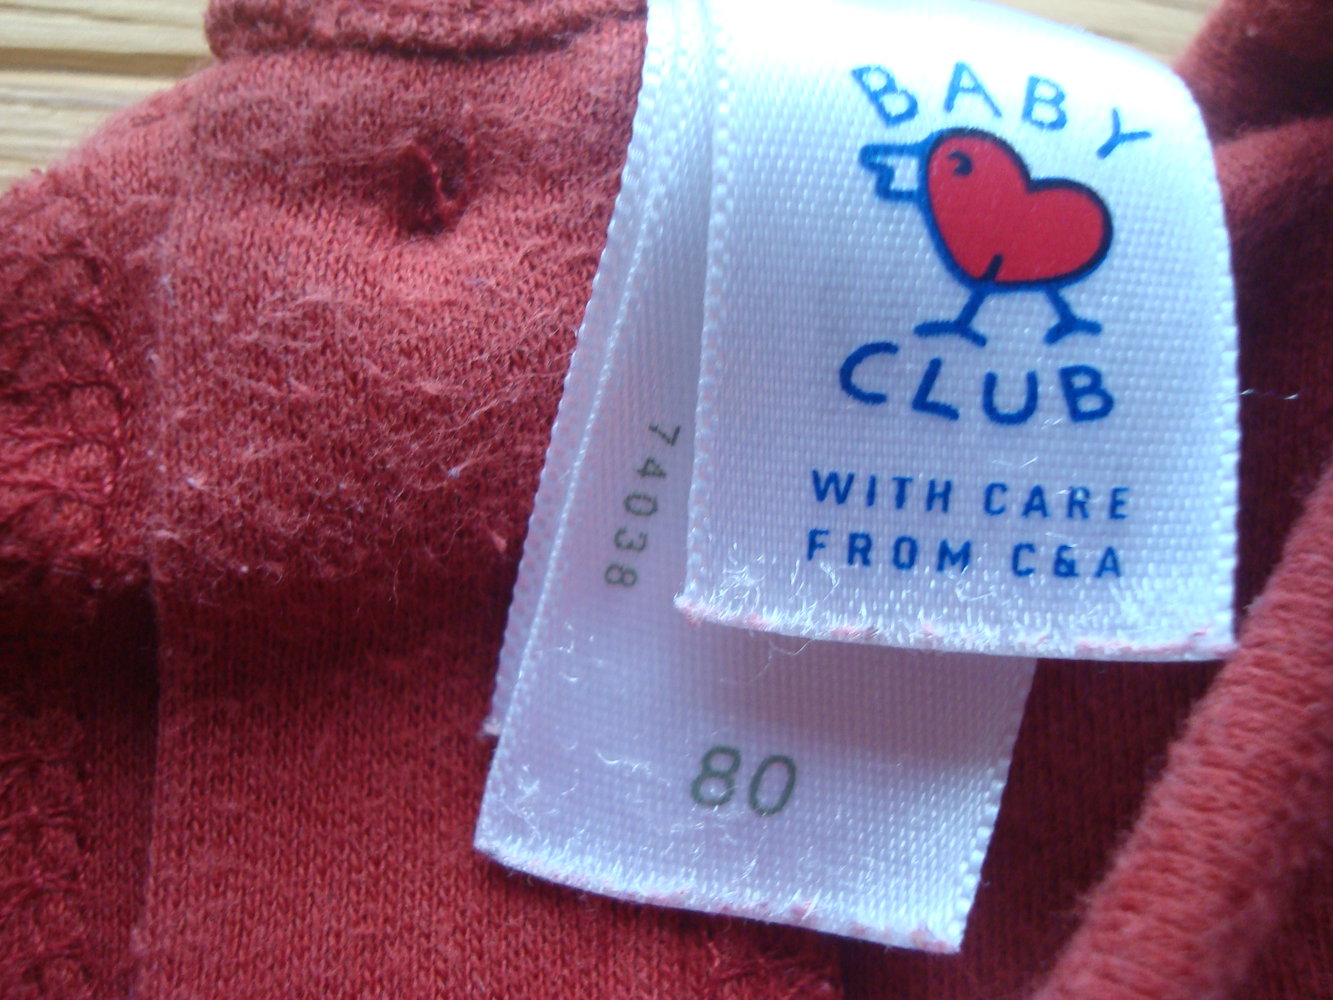 BABY
CLUB
WITH CARE
FROM C&A
74038
80